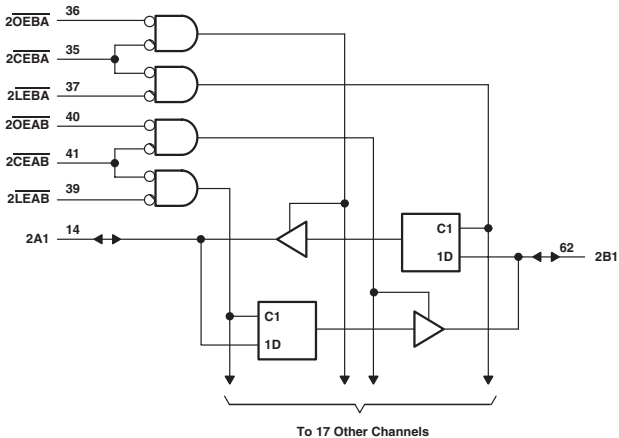 2OEBA 36
2CEBA 35
2LEBA 37
2OEAB 40
2CEAB 41
2LEAB 39
2A1 14
C1
1D
62 2B1
C1
1D
To 17 Other Channels